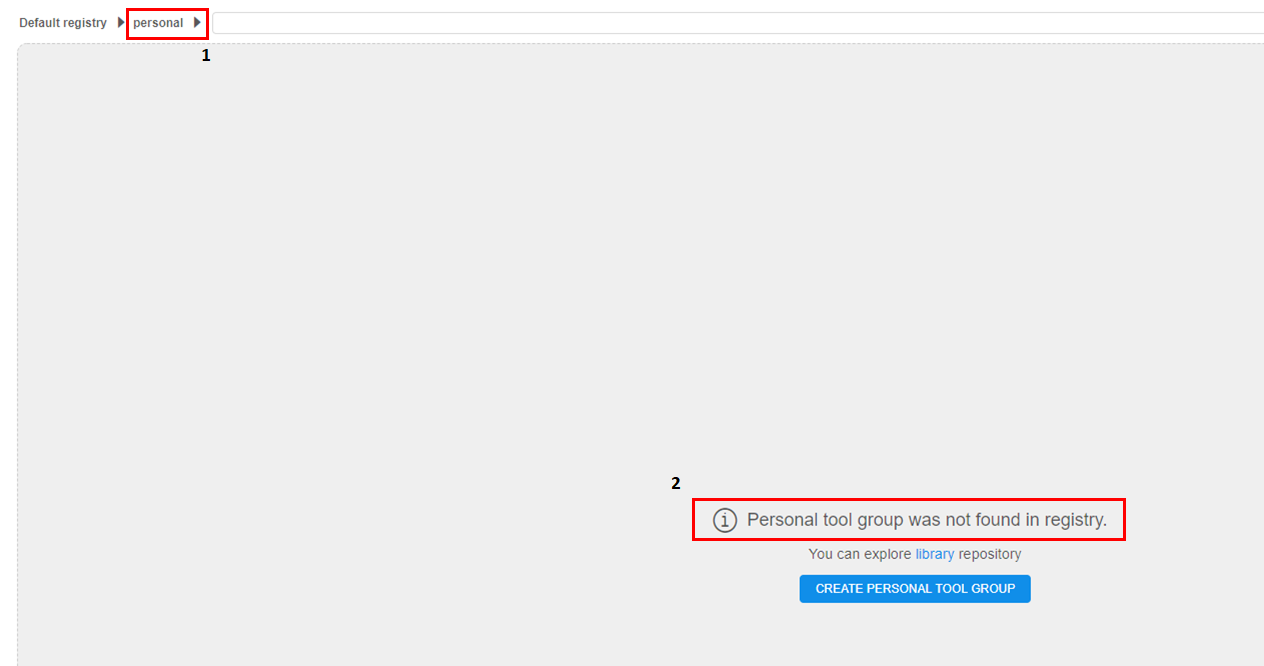 Default registry personal
1
2
Personal tool group was not found in registry.
You can explore library repository
CREATE PERSONAL TOOL GROUP